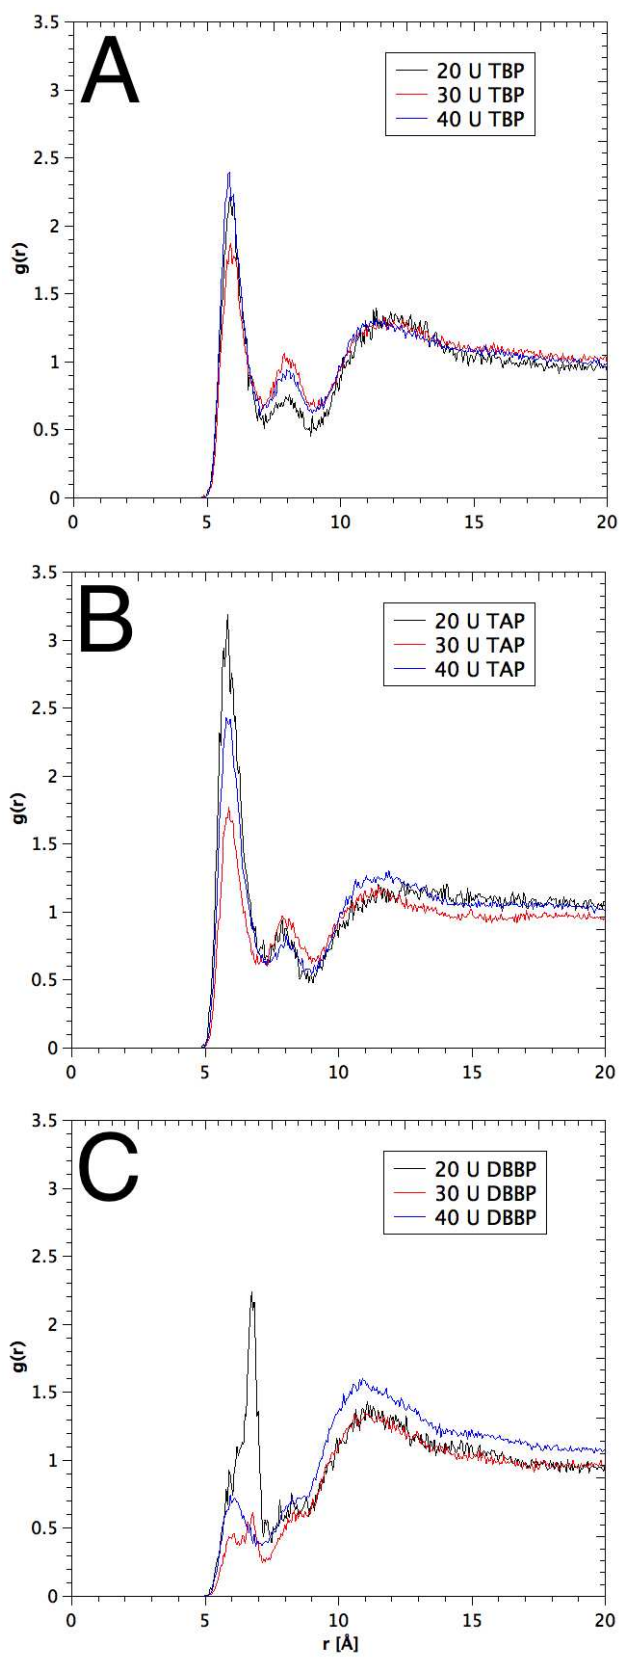 A
3.5
3
2.5
2
1.5
1
0.5
0
g(r)
20 U TBP
30 U TBP
40 U TBP
0 5 10 15 20
B
3.5
3
2.5
2
1.5
1
0.5
0
g(r)
20 U TAP
30 U TAP
40 U TAP
0 5 10 15 20
C
3.5
3
2.5
2
1.5
1
0.5
0
g(r)
20 U DBBP
30 U DBBP
40 U DBBP
0 5 10 15 20
r [Å]